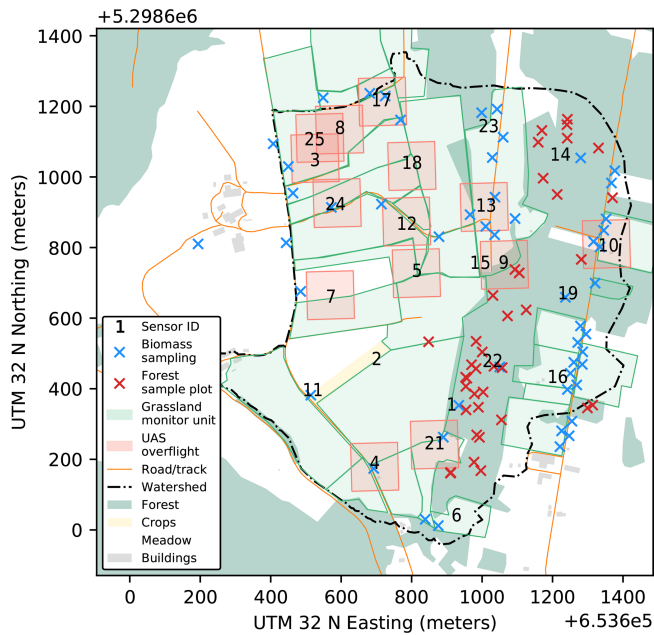 +5.2986e6
1400
1200
1000
800
600
400
200
0
UTM 32 N Northing (meters)
17
8
25
3
23
14
18
24
13
12
10
15
9
5
7
19
2
22
16
11
1
21
4
6
1 Sensor ID
Biomass
sampling
Forest
sample plot
Grassland
monitor unit
UAS
overflight
Road/track
Watershed
Forest
Crops
Meadow
Buildings
0
200
400
600
800
1000
1200
1400
UTM 32 N Easting (meters)
+6.536e5